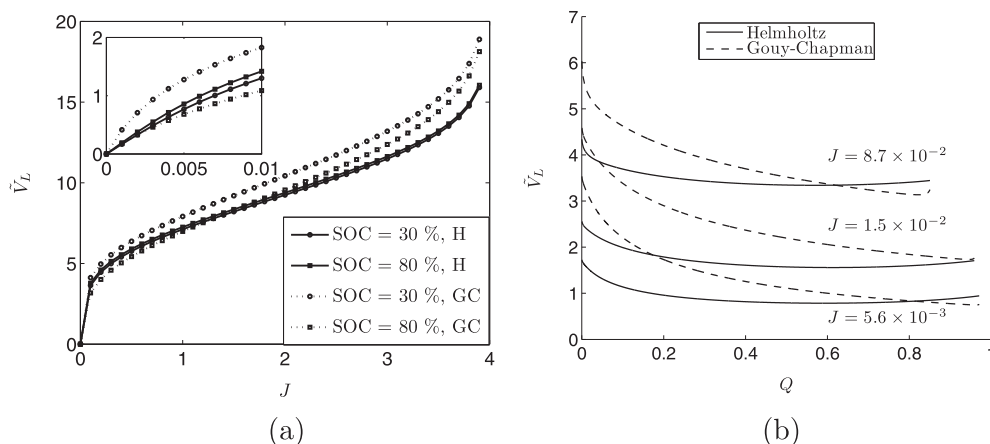 20
15
10
5
0
Ṽ_L
2
1
0
0
0.005
0.01
SOC = 30 %, H
SOC = 80 %, H
SOC = 30 %, GC
SOC = 80 %, GC
0
1
2
3
4
J
(a)
7
6
5
4
3
2
1
0
Ṽ_L
Helmholtz
Gouy-Chapman
J = 8.7 × 10⁻²
J = 1.5 × 10⁻²
J = 5.6 × 10⁻³
0
0.2
0.4
0.6
0.8
1
Q
(b)